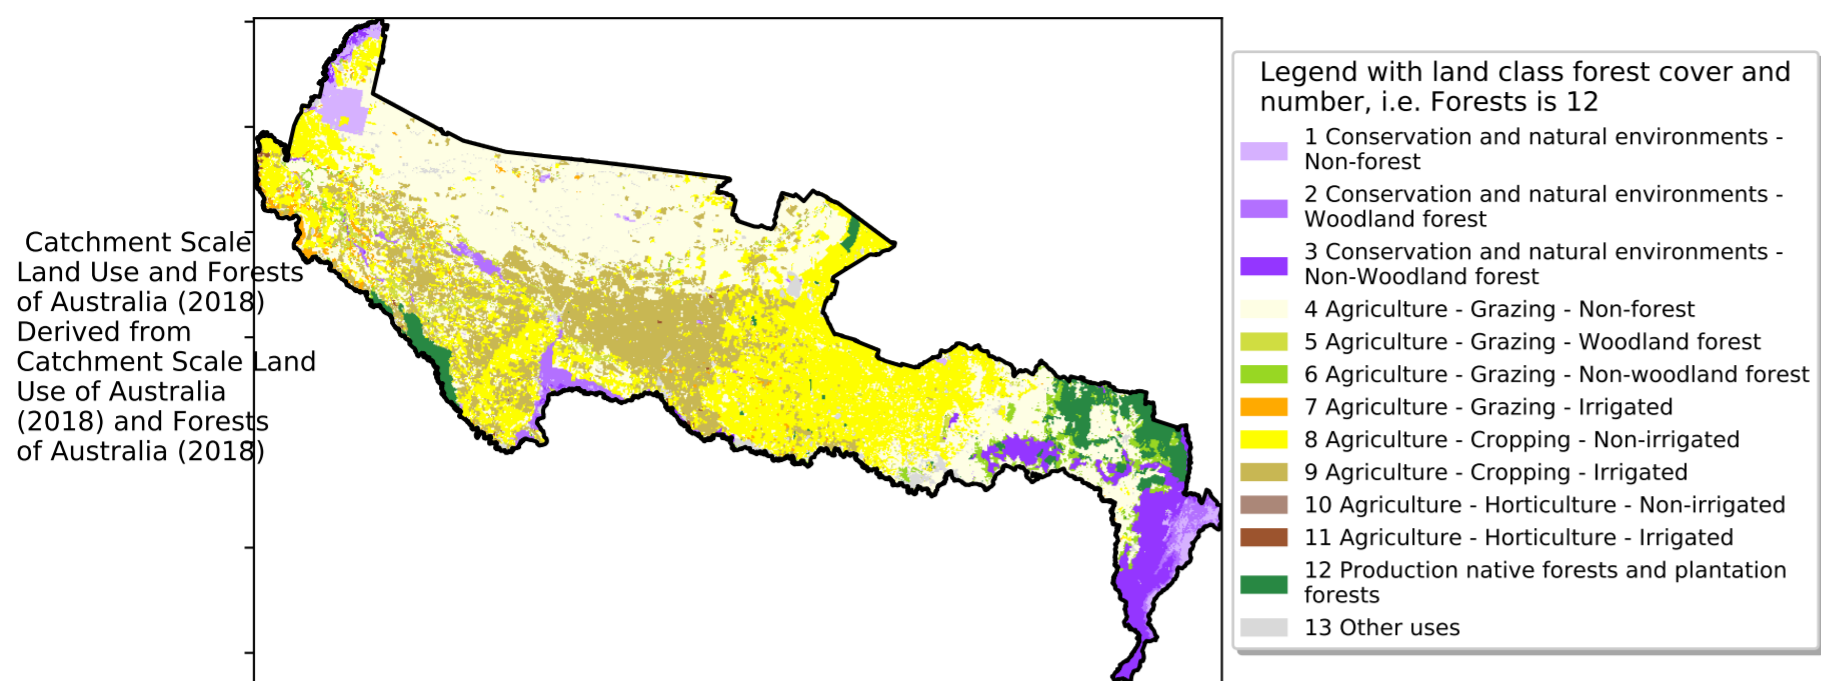 Catchment Scale
Land Use and Forests
of Australia (2018)
Derived from
Catchment Scale Land
Use of Australia
(2018) and Forests
of Australia (2018)
Legend with land class forest cover and
number, i.e. Forests is 12
1 Conservation and natural environments -
Non-forest
2 Conservation and natural environments -
Woodland forest
3 Conservation and natural environments -
Non-Woodland forest
4 Agriculture - Grazing - Non-forest
5 Agriculture - Grazing - Woodland forest
6 Agriculture - Grazing - Non-woodland forest
7 Agriculture - Grazing - Irrigated
8 Agriculture - Cropping - Non-irrigated
9 Agriculture - Cropping - Irrigated
10 Agriculture - Horticulture - Non-irrigated
11 Agriculture - Horticulture - Irrigated
12 Production native forests and plantation
forests
13 Other uses